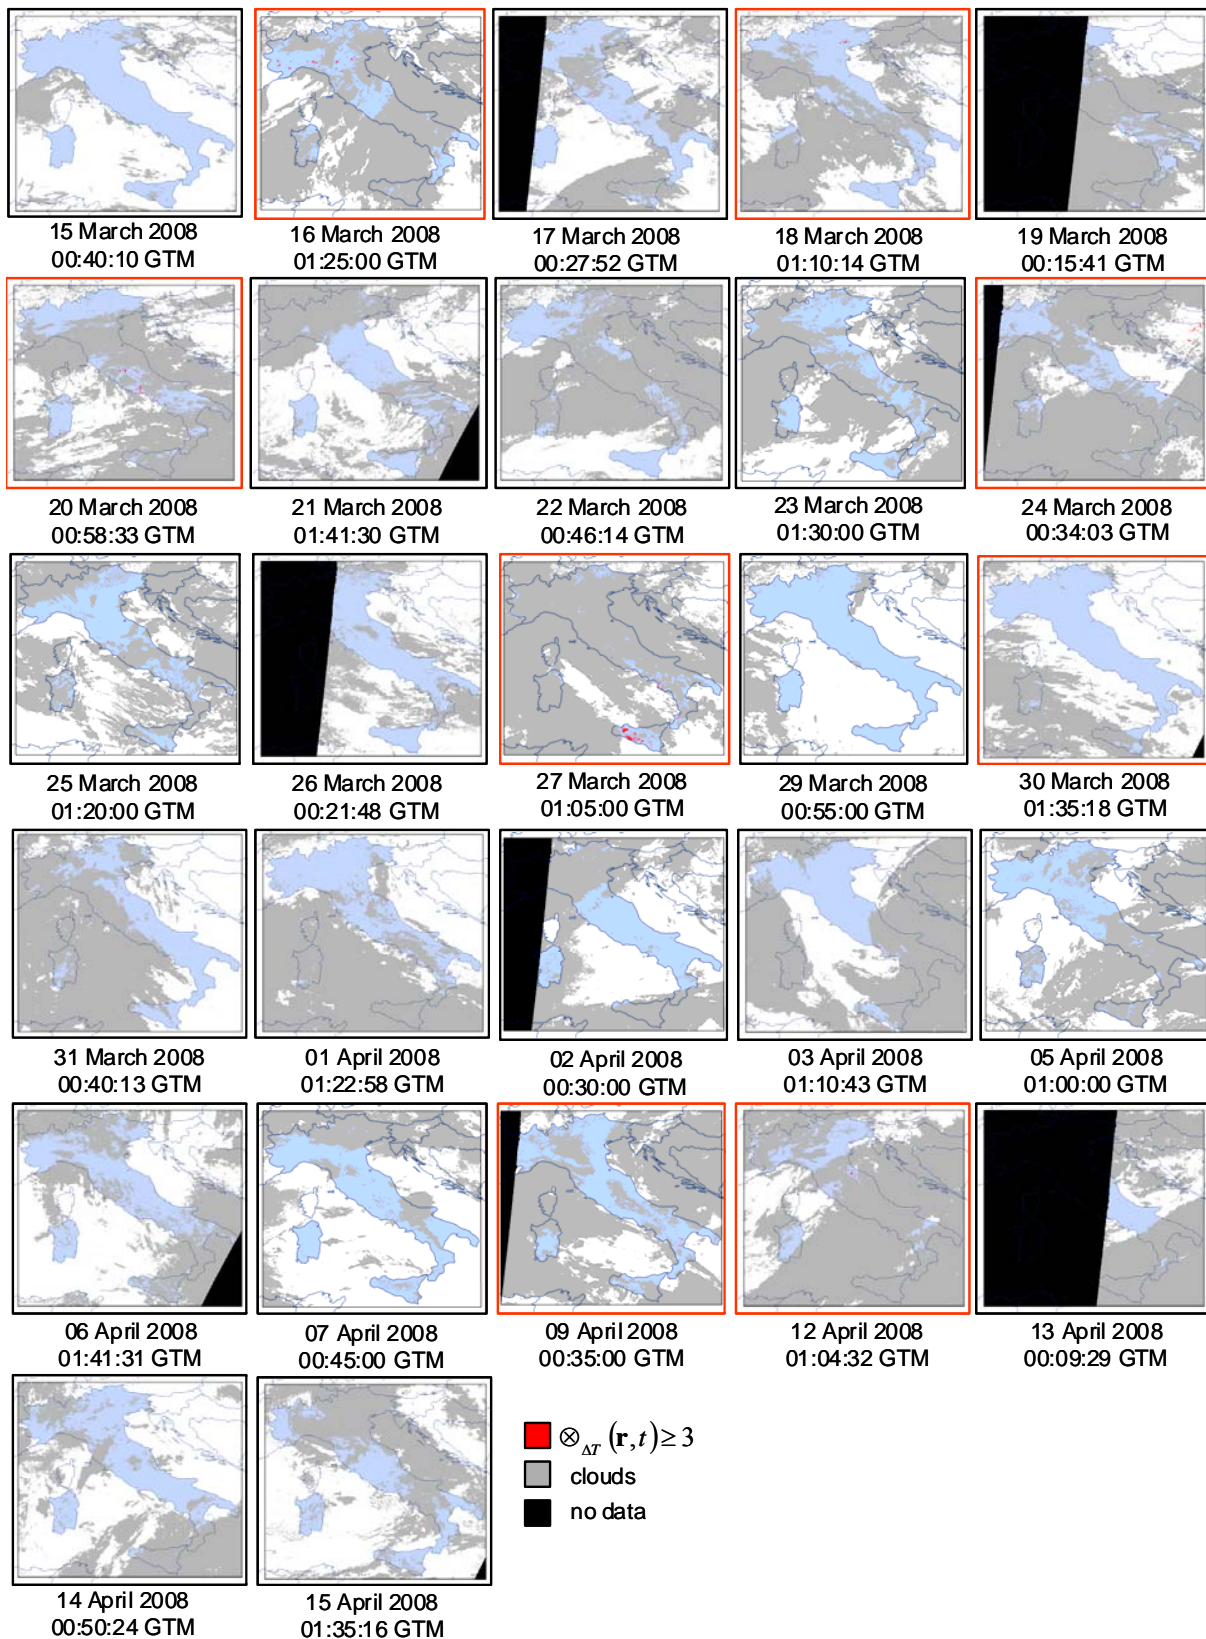 15 March 2008
00:40:10 GTM
16 March 2008
01:25:00 GTM
17 March 2008
00:27:52 GTM
18 March 2008
01:10:14 GTM
19 March 2008
00:15:41 GTM
20 March 2008
00:58:33 GTM
21 March 2008
01:41:30 GTM
22 March 2008
00:46:14 GTM
23 March 2008
01:30:00 GTM
24 March 2008
00:34:03 GTM
25 March 2008
01:20:00 GTM
26 March 2008
00:21:48 GTM
27 March 2008
01:05:00 GTM
29 March 2008
00:55:00 GTM
30 March 2008
01:35:18 GTM
31 March 2008
00:40:13 GTM
01 April 2008
01:22:58 GTM
02 April 2008
00:30:00 GTM
03 April 2008
01:10:43 GTM
05 April 2008
01:00:00 GTM
06 April 2008
01:41:31 GTM
07 April 2008
00:45:00 GTM
09 April 2008
00:35:00 GTM
12 April 2008
01:04:32 GTM
13 April 2008
00:09:29 GTM
14 April 2008
00:50:24 GTM
15 April 2008
01:35:16 GTM
⊗ΔT (r,t) ≥ 3
clouds
no data